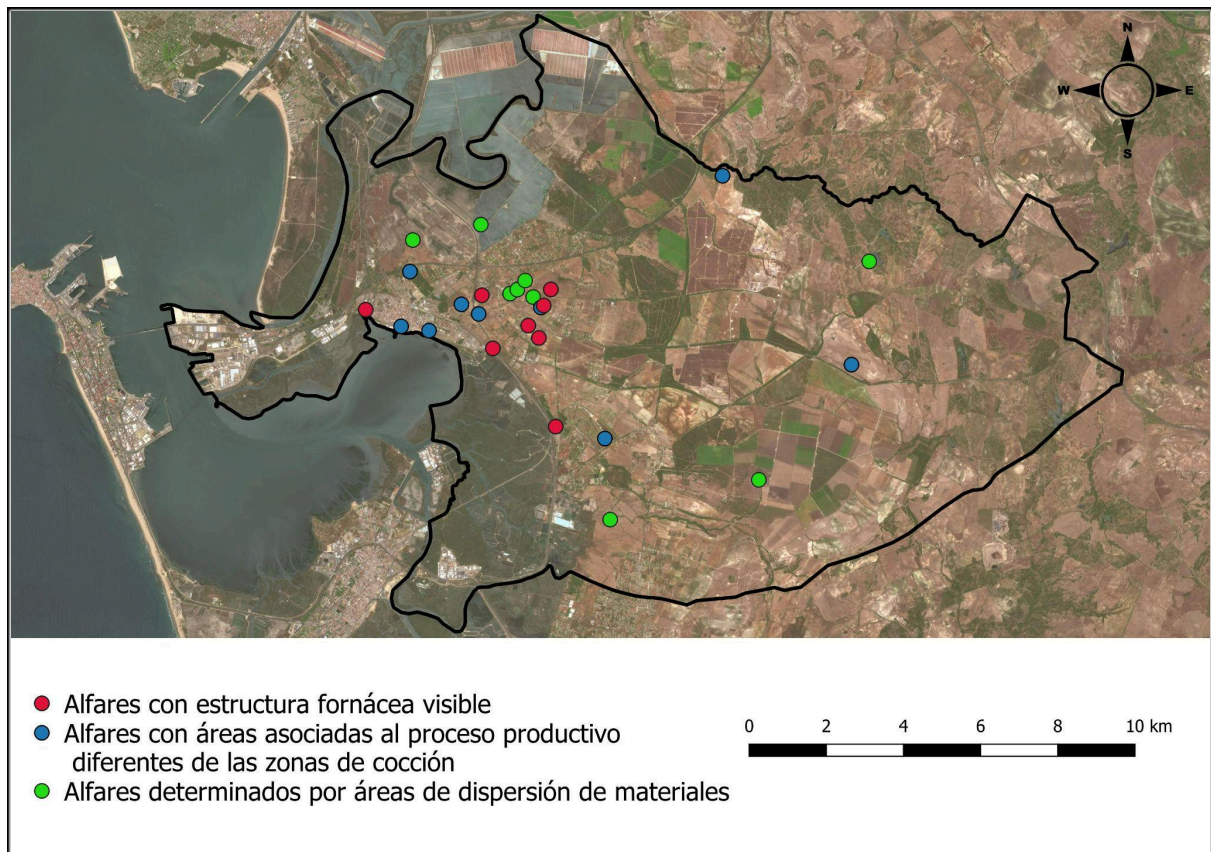 N
W E
S
Alfares con estructura fornácea visible
Alfares con áreas asociadas al proceso productivo
diferentes de las zonas de cocción
Alfares determinados por áreas de dispersión de materiales
0 2 4 6 8 10 km